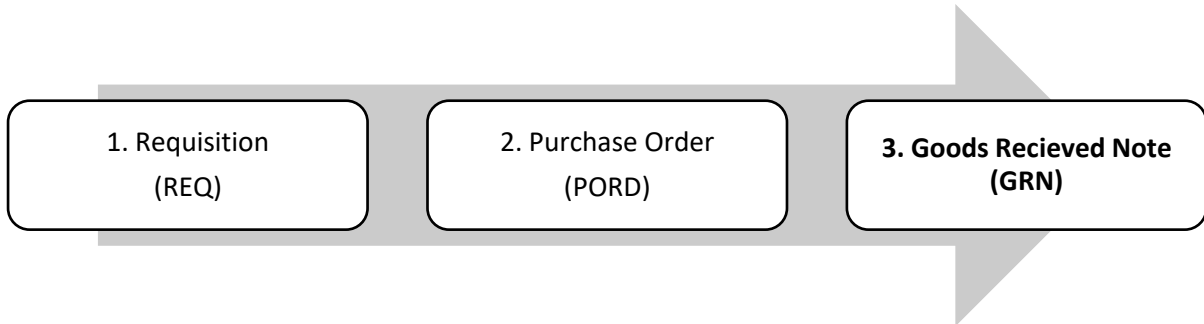 1. Requisition
(REQ)
2. Purchase Order
(PORD)
3. Goods Recieved Note
(GRN)